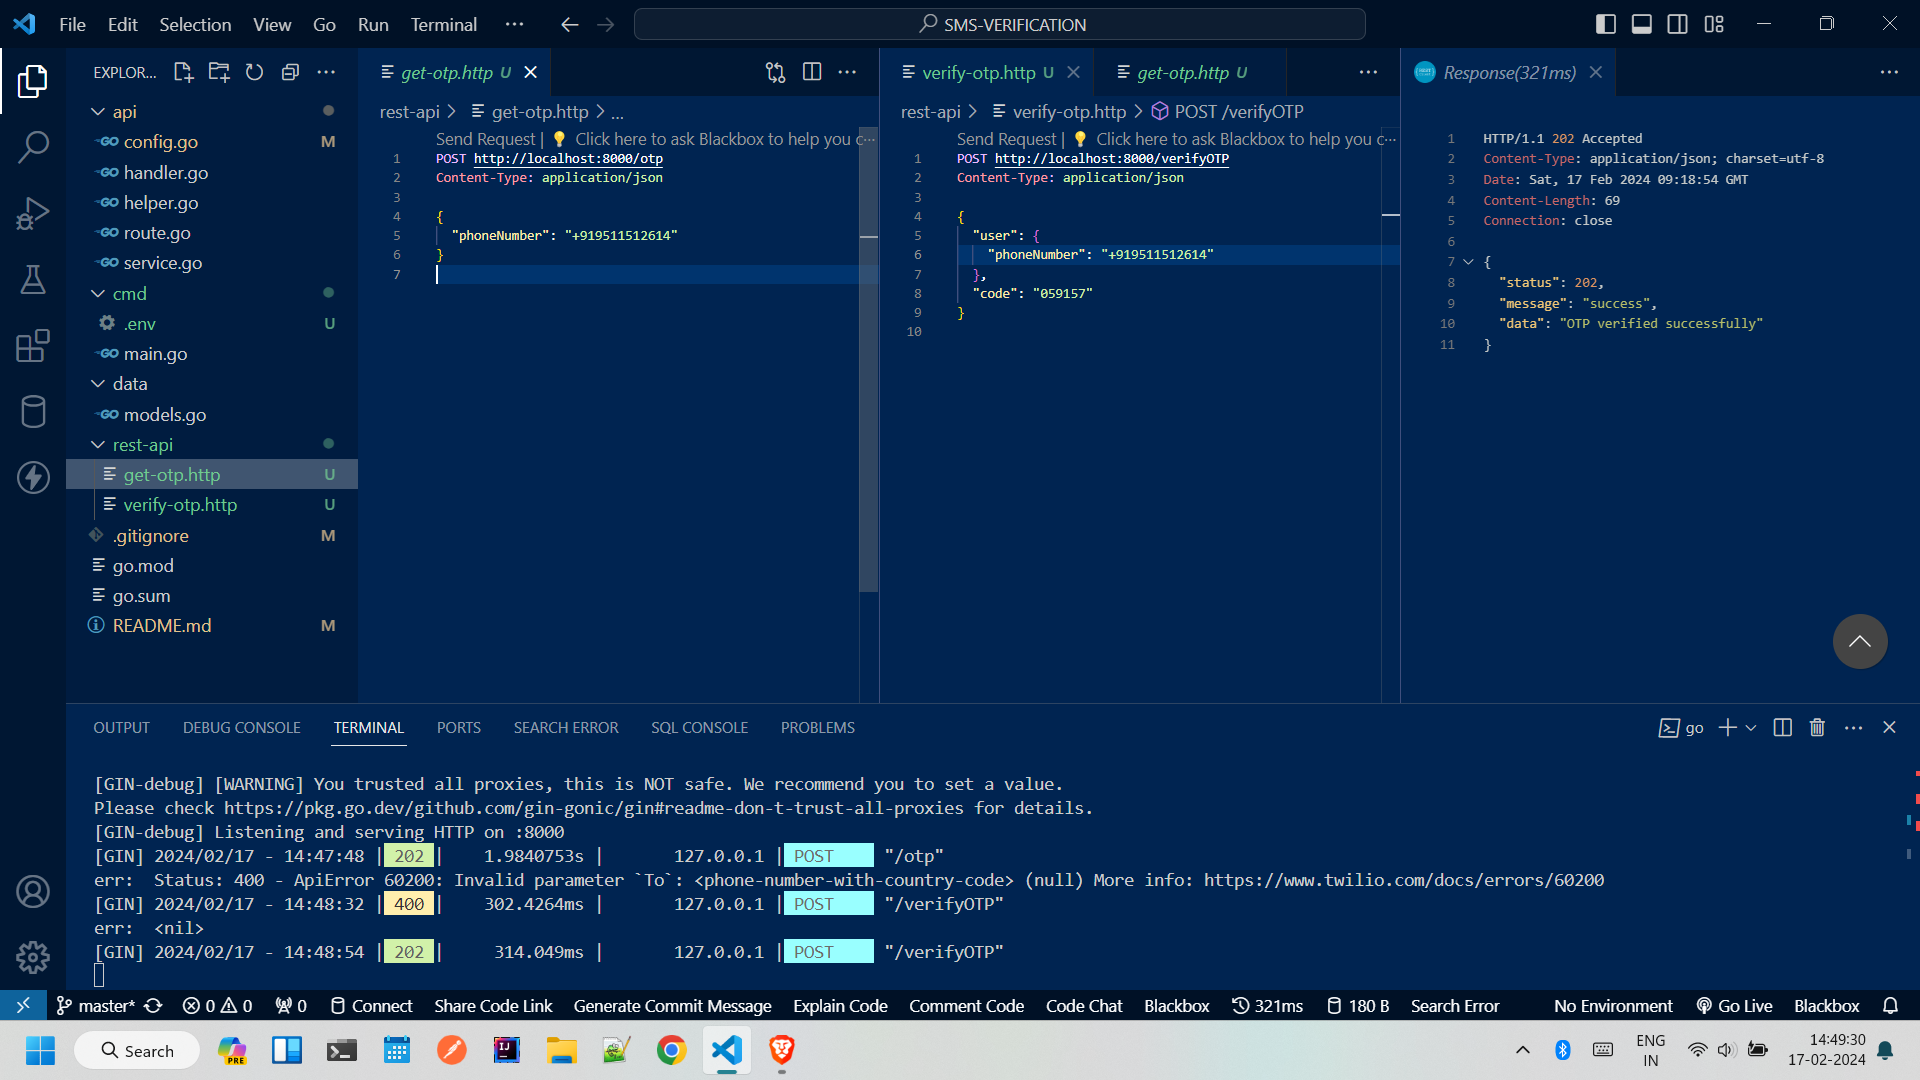 File Edit Selection View Go Run Terminal ... SMS-VERIFICATION
EXPLOR...
api
config.go M
handler.go
helper.go
route.go
service.go
cmd
.env U
main.go
data
models.go
rest-api
get-otp.http U
verify-otp.http U
.gitignore M
go.mod
go.sum
README.md M
get-otp.http U
rest-api > get-otp.http > ...
Send Request | 💡 Click here to ask Blackbox to help you c...
1 POST http://localhost:8000/otp
2 Content-Type: application/json
3
4 {
5 "phoneNumber": "+919511512614"
6 }
7
verify-otp.http U get-otp.http U
rest-api > verify-otp.http > POST /verifyOTP
Send Request | 💡 Click here to ask Blackbox to help you c...
1 POST http://localhost:8000/verifyOTP
2 Content-Type: application/json
3
4 {
5 "user": {
6 "phoneNumber": "+919511512614"
7 },
8 "code": "059157"
9 }
10
Response(321ms)
1 HTTP/1.1 202 Accepted
2 Content-Type: application/json; charset=utf-8
3 Date: Sat, 17 Feb 2024 09:18:54 GMT
4 Content-Length: 69
5 Connection: close
6
7 {
8 "status": 202,
9 "message": "success",
10 "data": "OTP verified successfully"
11 }
OUTPUT DEBUG CONSOLE TERMINAL PORTS SEARCH ERROR SQL CONSOLE PROBLEMS go
[GIN-debug] [WARNING] You trusted all proxies, this is NOT safe. We recommend you to set a value.
Please check https://pkg.go.dev/github.com/gin-gonic/gin#readme-don-t-trust-all-proxies for details.
[GIN-debug] Listening and serving HTTP on :8000
[GIN] 2024/02/17 - 14:47:48 | 202 | 1.9840753s | 127.0.0.1 | POST "/otp"
err: Status: 400 - ApiError 60200: Invalid parameter `To`: <phone-number-with-country-code> (null) More info: https://www.twilio.com/docs/errors/60200
[GIN] 2024/02/17 - 14:48:32 | 400 | 302.4264ms | 127.0.0.1 | POST "/verifyOTP"
err: <nil>
[GIN] 2024/02/17 - 14:48:54 | 202 | 314.049ms | 127.0.0.1 | POST "/verifyOTP"
master* 0 0 0 Connect Share Code Link Generate Commit Message Explain Code Comment Code Code Chat Blackbox 321ms 180 B Search Error No Environment Go Live Blackbox
Search PRE IJ ENG IN 14:49:30
17-02-2024